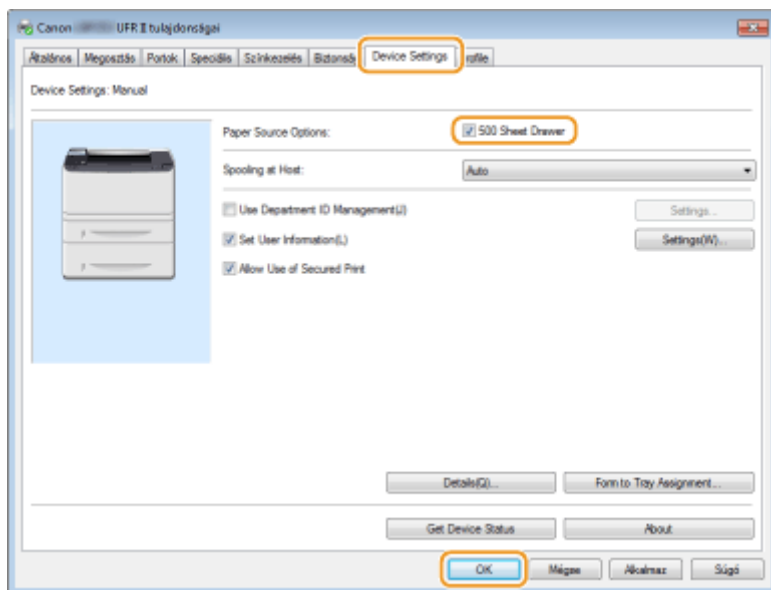 Canon UFR II tulajdonságai
Általános Megosztás Portok Speciális Színkezelés Biztonság Device Settings Profile
Device Settings: Manual
Paper Source Options: 500 Sheet Drawer
Spooling at Host: Auto
Use Department ID Management(J) Settings...
Set User Information(L) Settings(W)...
Allow Use of Secured Print
Details(Q)... Form to Tray Assignment...
Get Device Status About
OK Mégse Alkalmaz Súgó